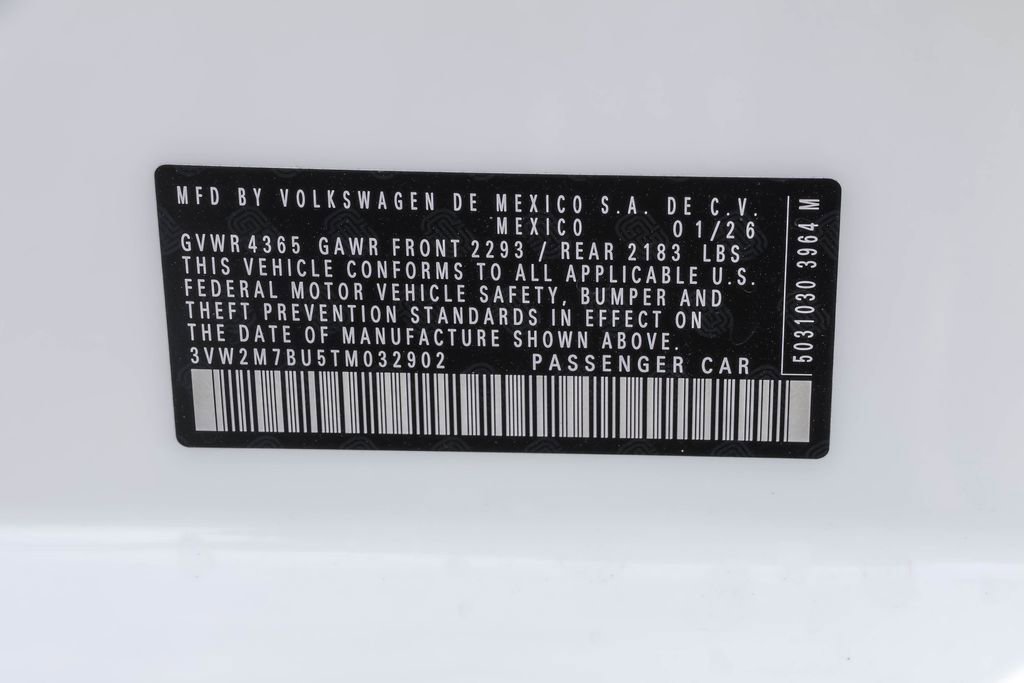 MFD BY VOLKSWAGEN DE MEXICO S.A. DE C.V.
MEXICO 01/26
GVWR 4365 GAWR FRONT 2293 / REAR 2183 LBS
THIS VEHICLE CONFORMS TO ALL APPLICABLE U.S.
FEDERAL MOTOR VEHICLE SAFETY, BUMPER AND
THEFT PREVENTION STANDARDS IN EFFECT ON
THE DATE OF MANUFACTURE SHOWN ABOVE.
3VW2M7BU5TM032902 PASSENGER CAR
5031030 3964 M